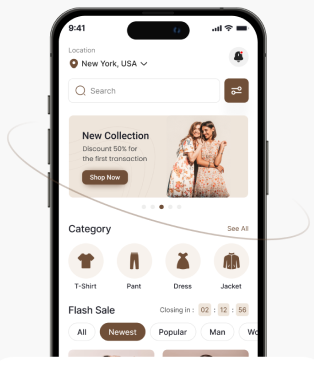 9:41
Location
New York, USA
Search
New Collection
Discount 50% for
the first transaction
Shop Now
Category
See All
T-Shirt
Pant
Dress
Jacket
Flash Sale
Closing in : 02 : 12 : 56
All
Newest
Popular
Man
Wo